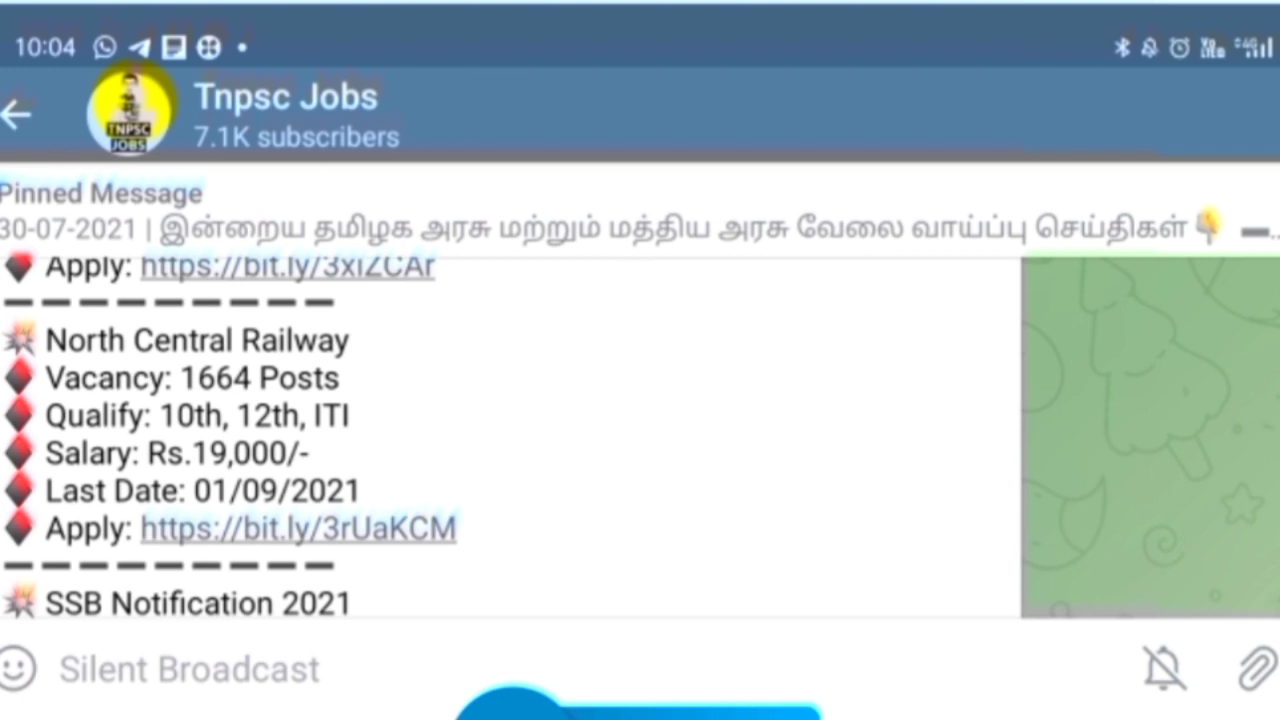 10:04
Tnpsc Jobs
7.1K subscribers
TNPSC
JOBS
Pinned Message
30-07-2021 | இன்றைய தமிழக அரசு மற்றும் மத்திய அரசு வேலை வாய்ப்பு செய்திகள்
Apply: https://bit.ly/3xiZCAr
North Central Railway
Vacancy: 1664 Posts
Qualify: 10th, 12th, ITI
Salary: Rs.19,000/-
Last Date: 01/09/2021
Apply: https://bit.ly/3rUaKCM
SSB Notification 2021
Silent Broadcast